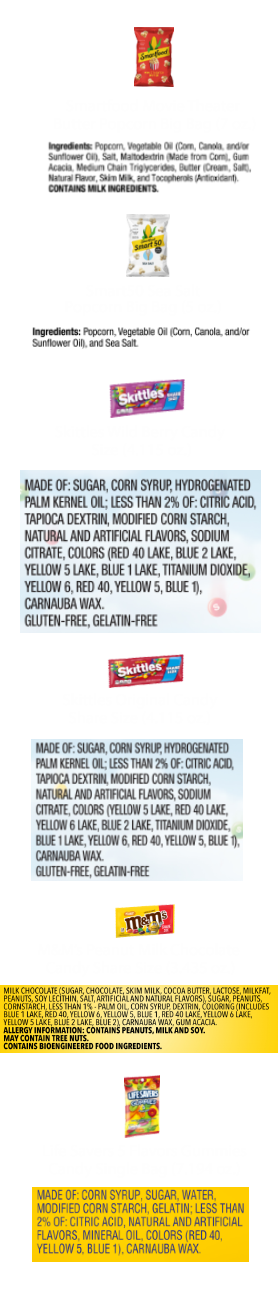 Smartfood
Ingredients: Popcorn, Vegetable Oil (Corn, Canola, and/or
Sunflower Oil), Salt, Maltodextrin (Made from Corn), Gum
Acacia, Medium Chain Triglycerides, Butter (Cream, Salt),
Natural Flavor, Skim Milk, and Tocopherols (Antioxidant).
CONTAINS MILK INGREDIENTS.
Smart50
SEA SALT
Ingredients: Popcorn, Vegetable Oil (Corn, Canola, and/or
Sunflower Oil), and Sea Salt.
Skittles
SHARE SIZE
MADE OF: SUGAR, CORN SYRUP, HYDROGENATED
PALM KERNEL OIL; LESS THAN 2% OF: CITRIC ACID,
TAPIOCA DEXTRIN, MODIFIED CORN STARCH,
NATURAL AND ARTIFICIAL FLAVORS, SODIUM
CITRATE, COLORS (RED 40 LAKE, BLUE 2 LAKE,
YELLOW 5 LAKE, BLUE 1 LAKE, TITANIUM DIOXIDE,
YELLOW 6, RED 40, YELLOW 5, BLUE 1),
CARNAUBA WAX.
GLUTEN-FREE, GELATIN-FREE
Skittles
SHARE SIZE
MADE OF: SUGAR, CORN SYRUP, HYDROGENATED
PALM KERNEL OIL; LESS THAN 2% OF: CITRIC ACID,
TAPIOCA DEXTRIN, MODIFIED CORN STARCH,
NATURAL AND ARTIFICIAL FLAVORS, SODIUM
CITRATE, COLORS (YELLOW 5 LAKE, RED 40 LAKE,
YELLOW 6 LAKE, BLUE 2 LAKE, TITANIUM DIOXIDE,
BLUE 1 LAKE, YELLOW 6, RED 40, YELLOW 5, BLUE 1),
CARNAUBA WAX.
GLUTEN-FREE, GELATIN-FREE
m&m's
MILK CHOCOLATE (SUGAR, CHOCOLATE, SKIM MILK, COCOA BUTTER, LACTOSE, MILKFAT,
PEANUTS, SOY LECITHIN, SALT, ARTIFICIAL AND NATURAL FLAVORS), SUGAR, PEANUTS,
CORNSTARCH, LESS THAN 1% - PALM OIL, CORN SYRUP, DEXTRIN, COLORING (INCLUDES
BLUE 1 LAKE, RED 40, YELLOW 6, YELLOW 5, BLUE 1, RED 40 LAKE, YELLOW 6 LAKE,
YELLOW 5 LAKE, BLUE 2 LAKE, BLUE 2), CARNAUBA WAX, GUM ACACIA.
ALLERGY INFORMATION: CONTAINS PEANUTS, MILK AND SOY.
MAY CONTAIN TREE NUTS.
CONTAINS BIOENGINEERED FOOD INGREDIENTS.
LIFE SAVERS
MADE OF: CORN SYRUP, SUGAR, WATER,
MODIFIED CORN STARCH, GELATIN; LESS THAN
2% OF: CITRIC ACID, NATURAL AND ARTIFICIAL
FLAVORS, MINERAL OIL, COLORS (RED 40,
YELLOW 5, BLUE 1), CARNAUBA WAX.